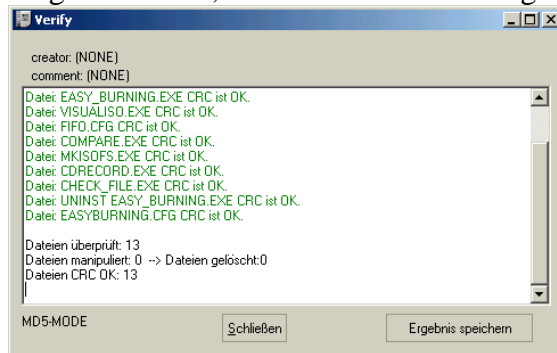 Verify
creator: (NONE)
comment: (NONE)
Datei: EASY_BURNING.EXE CRC ist OK.
Datei: VISUALISO.EXE CRC ist OK.
Datei: FIFO.CFG CRC ist OK.
Datei: COMPARE.EXE CRC ist OK.
Datei: MKISOFS.EXE CRC ist OK.
Datei: CDRECORD.EXE CRC ist OK.
Datei: CHECK_FILE.EXE CRC ist OK.
Datei: UNINST EASY_BURNING.EXE CRC ist OK.
Datei: EASYBURNING.CFG CRC ist OK.
Dateien überprüft: 13
Dateien manipuliert: 0 --> Dateien gelöscht:0
Dateien CRC OK: 13
MD5-MODE
Schließen
Ergebnis speichern